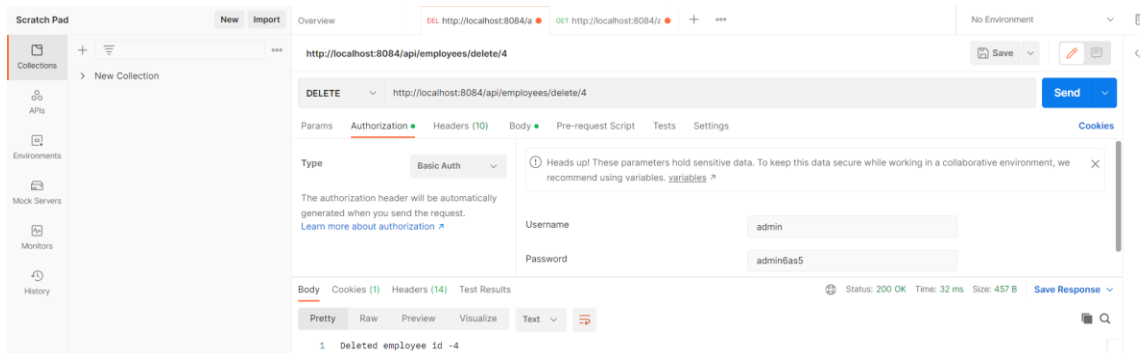 Scratch Pad New Import Overview DEL http://localhost:8084/a GET http://localhost:8084/a No Environment
Collections
APIs
Environments
Mock Servers
Monitors
History
New Collection
http://localhost:8084/api/employees/delete/4 Save
DELETE http://localhost:8084/api/employees/delete/4 Send
Params Authorization Headers (10) Body Pre-request Script Tests Settings Cookies
Type Basic Auth
The authorization header will be automatically
generated when you send the request.
Learn more about authorization ↗
Heads up! These parameters hold sensitive data. To keep this data secure while working in a collaborative environment, we
recommend using variables. variables ↗
Username admin
Password admin6as5
Body Cookies (1) Headers (14) Test Results Status: 200 OK Time: 32 ms Size: 457 B Save Response
Pretty Raw Preview Visualize Text
1 Deleted employee id -4